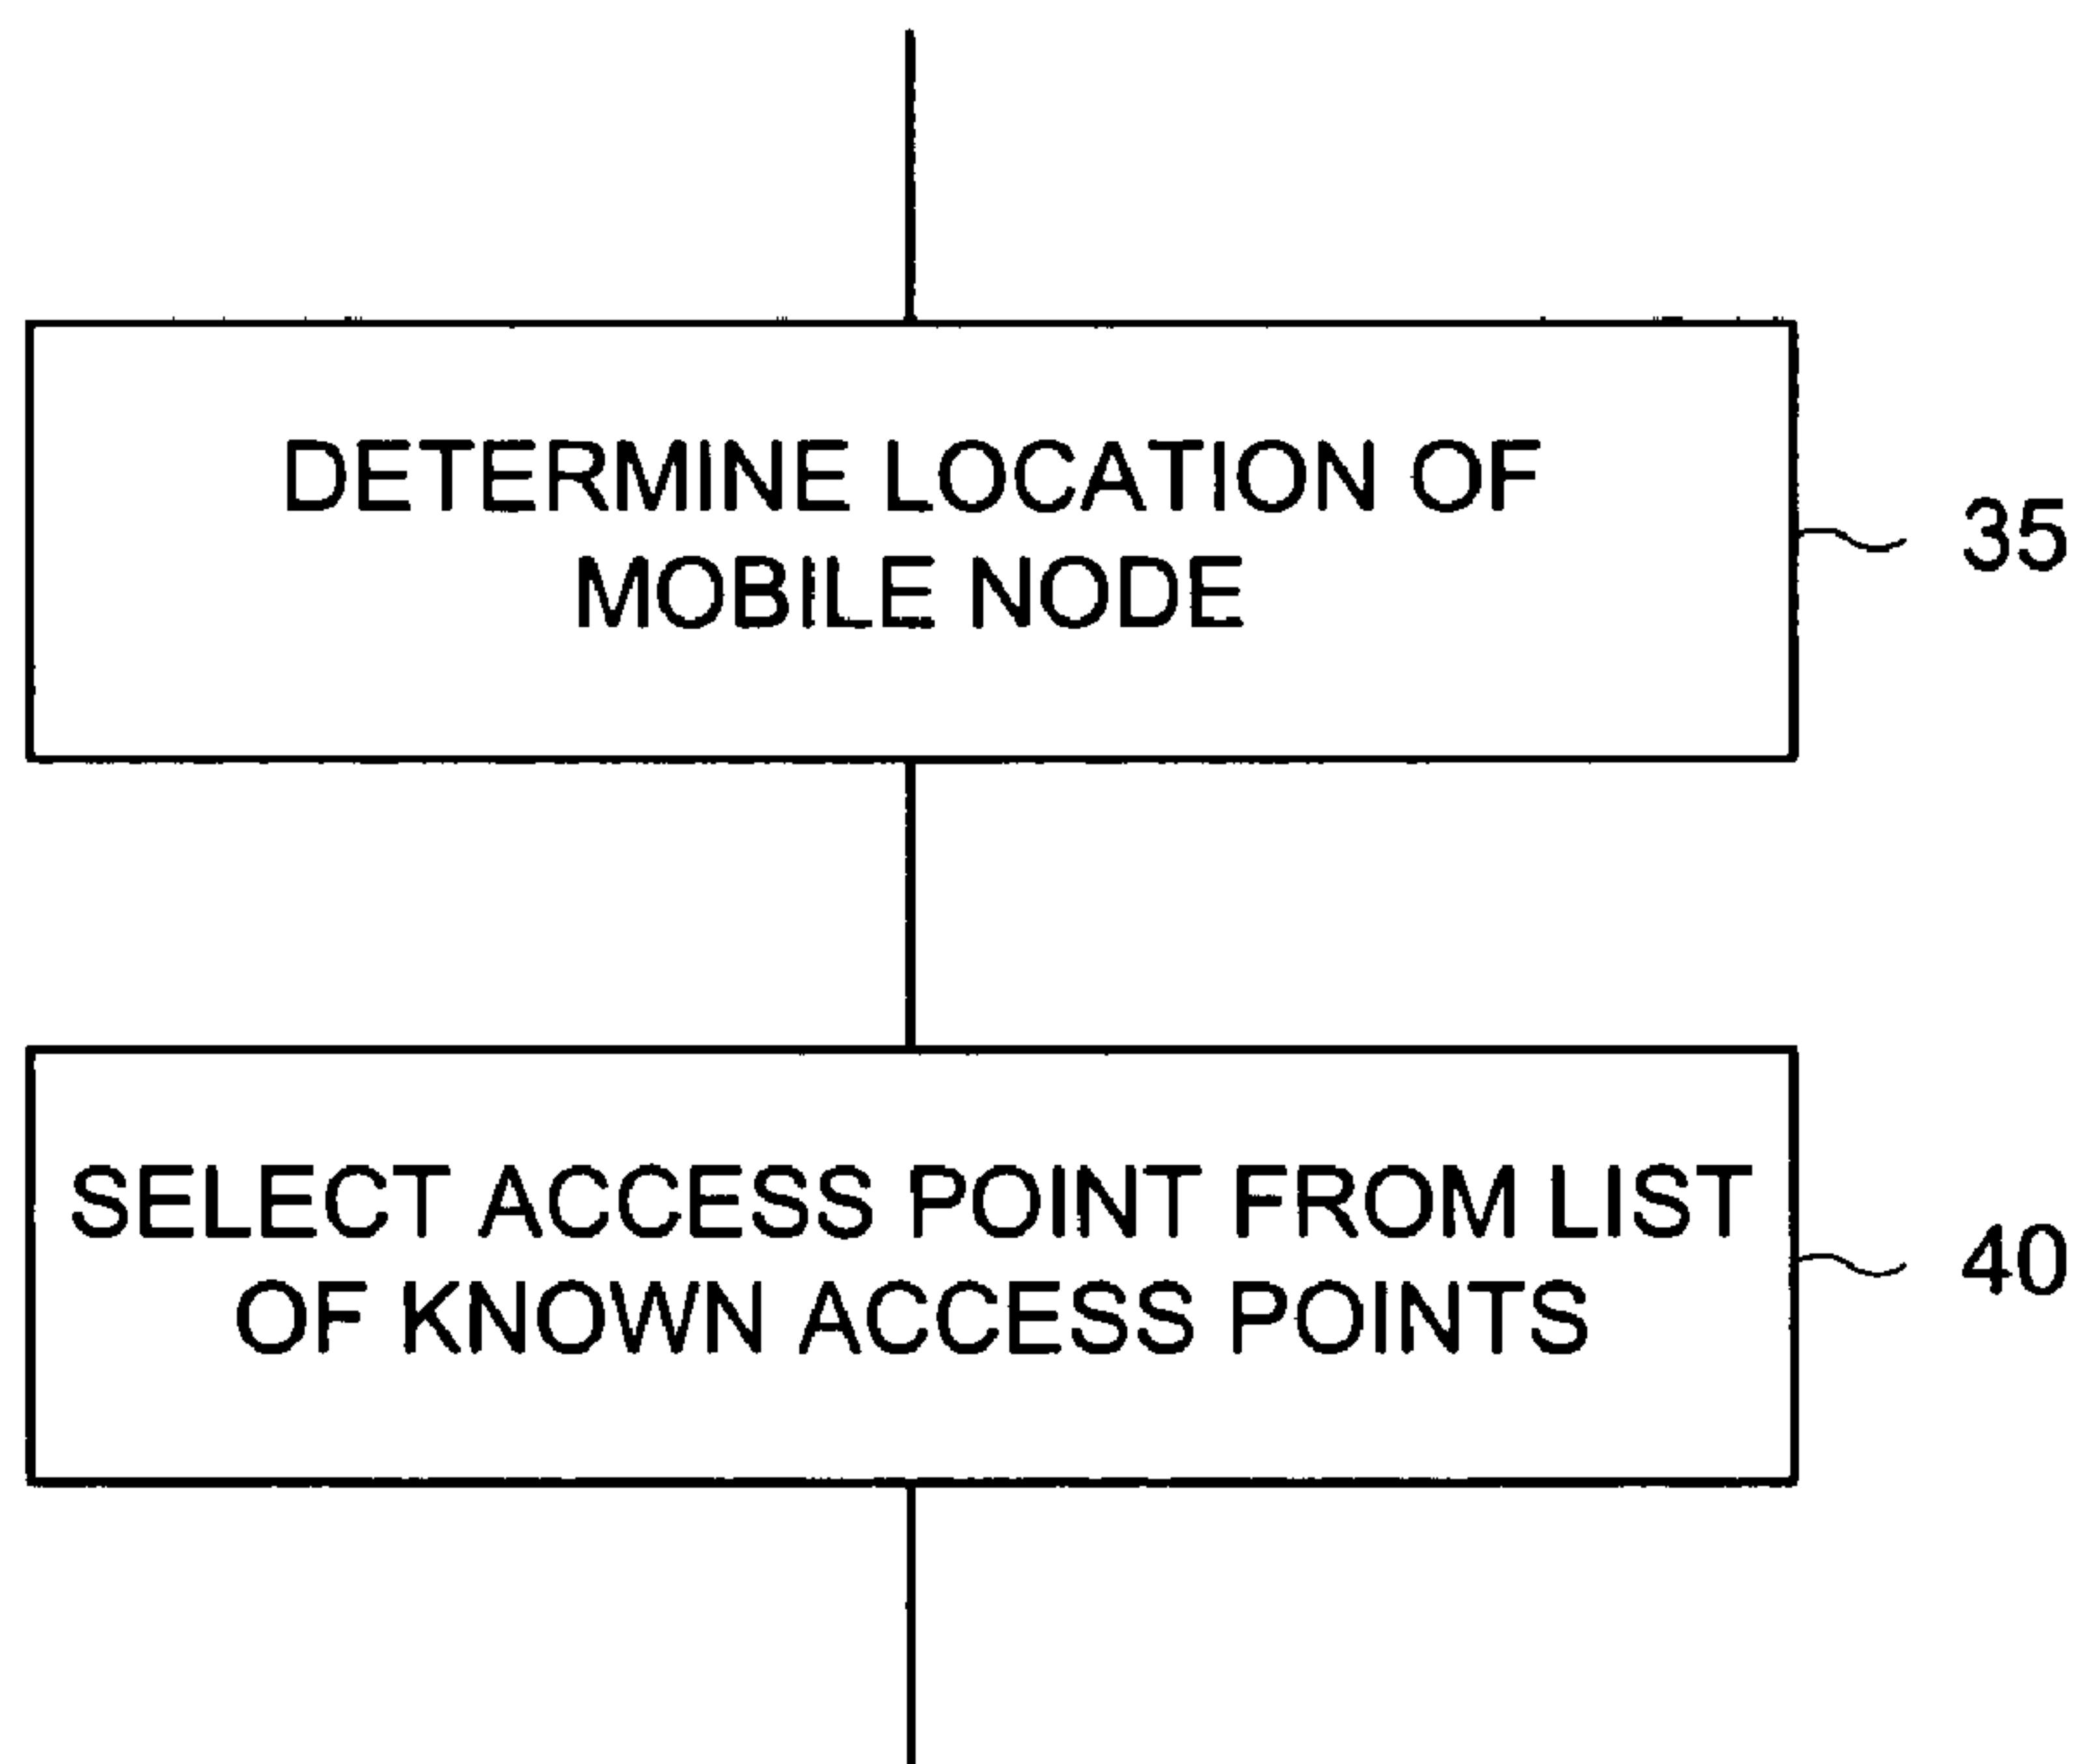 DETERMINE LOCATION OF
MOBILE NODE
35
SELECT ACCESS POINT FROM LIST
OF KNOWN ACCESS POINTS
40